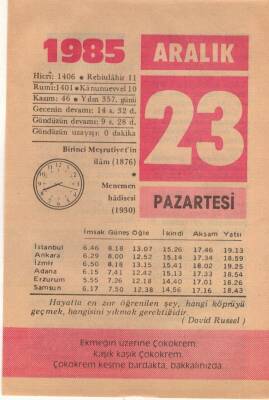 1985
ARALIK
Hicrî: 1406 • Rebiulâhir 11
Rumî:1401 • Kânunuevvel 10
Kasım: 46 • Yılın 357. günü
Gecenin devamı: 14 s. 32 d.
Gündüzün devamı: 9 s. 28 d.
Gündüzün uzayışı: 0 dakika
23
Birinci Meşrutiyet'in
ilânı (1876)
•
Menemen
hâdisesi
(1930)
PAZARTESİ
İmsak Güneş Öğle İkindi Akşam Yatsı
İstanbul 6.46 8.18 13.07 15.26 17.46 19.13
Ankara 6.29 8.00 12.52 15.14 17.34 18.59
İzmir 6.50 8.18 13.15 15.41 18.02 19.25
Adana 6.15 7.41 12.42 15.13 17.33 18.54
Erzurum 5.55 7.26 12.18 14.40 17.01 18.26
Samsun 6.17 7.50 12.38 14.56 17.16 18.43
Hayatta en zor öğrenilen şey, hangi köprüyü
geçmek, hangisini yıkmak gerektiğidir.
( David Russel )
Ekmeğin üzerine Çokokrem.
Kaşık kaşık Çokokrem.
Çokokrem kesme bardakta, bakkalınızda.